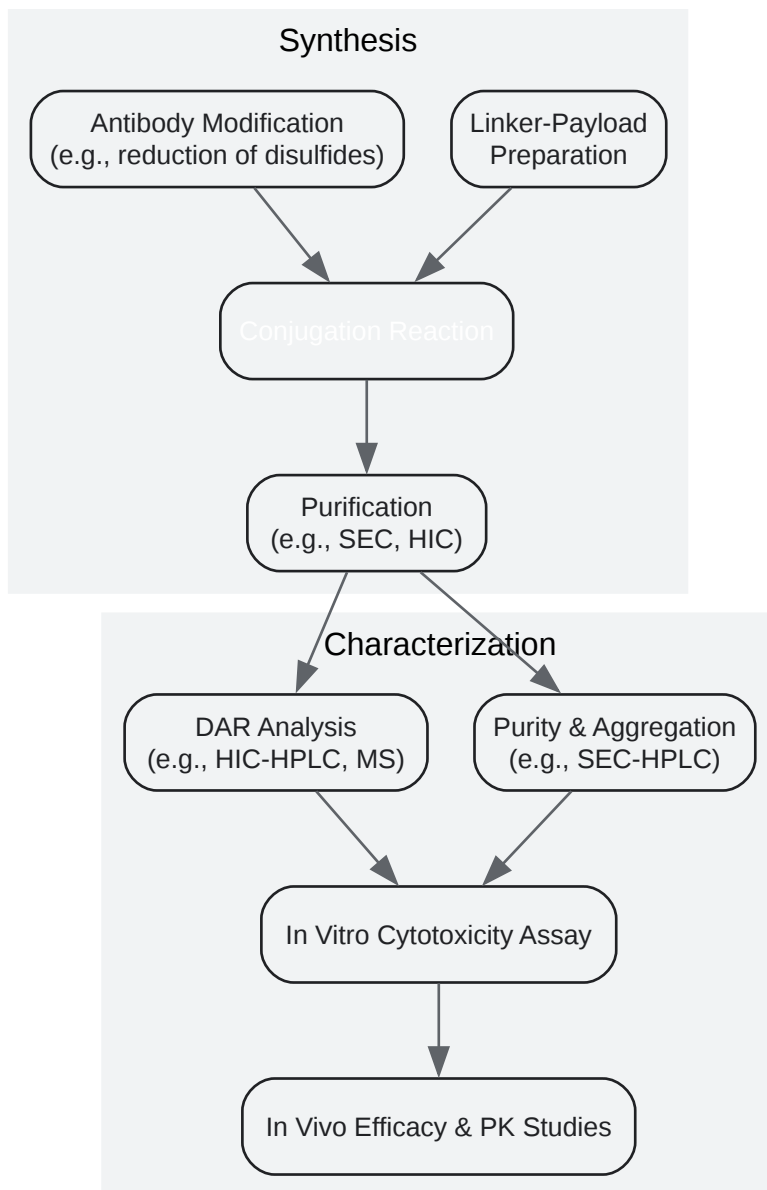 Synthesis
Antibody Modification
(e.g., reduction of disulfides)
Linker-Payload
Preparation
Conjugation Reaction
Purification
(e.g., SEC, HIC)
Characterization
DAR Analysis
(e.g., HIC-HPLC, MS)
Purity & Aggregation
(e.g., SEC-HPLC)
In Vitro Cytotoxicity Assay
In Vivo Efficacy & PK Studies